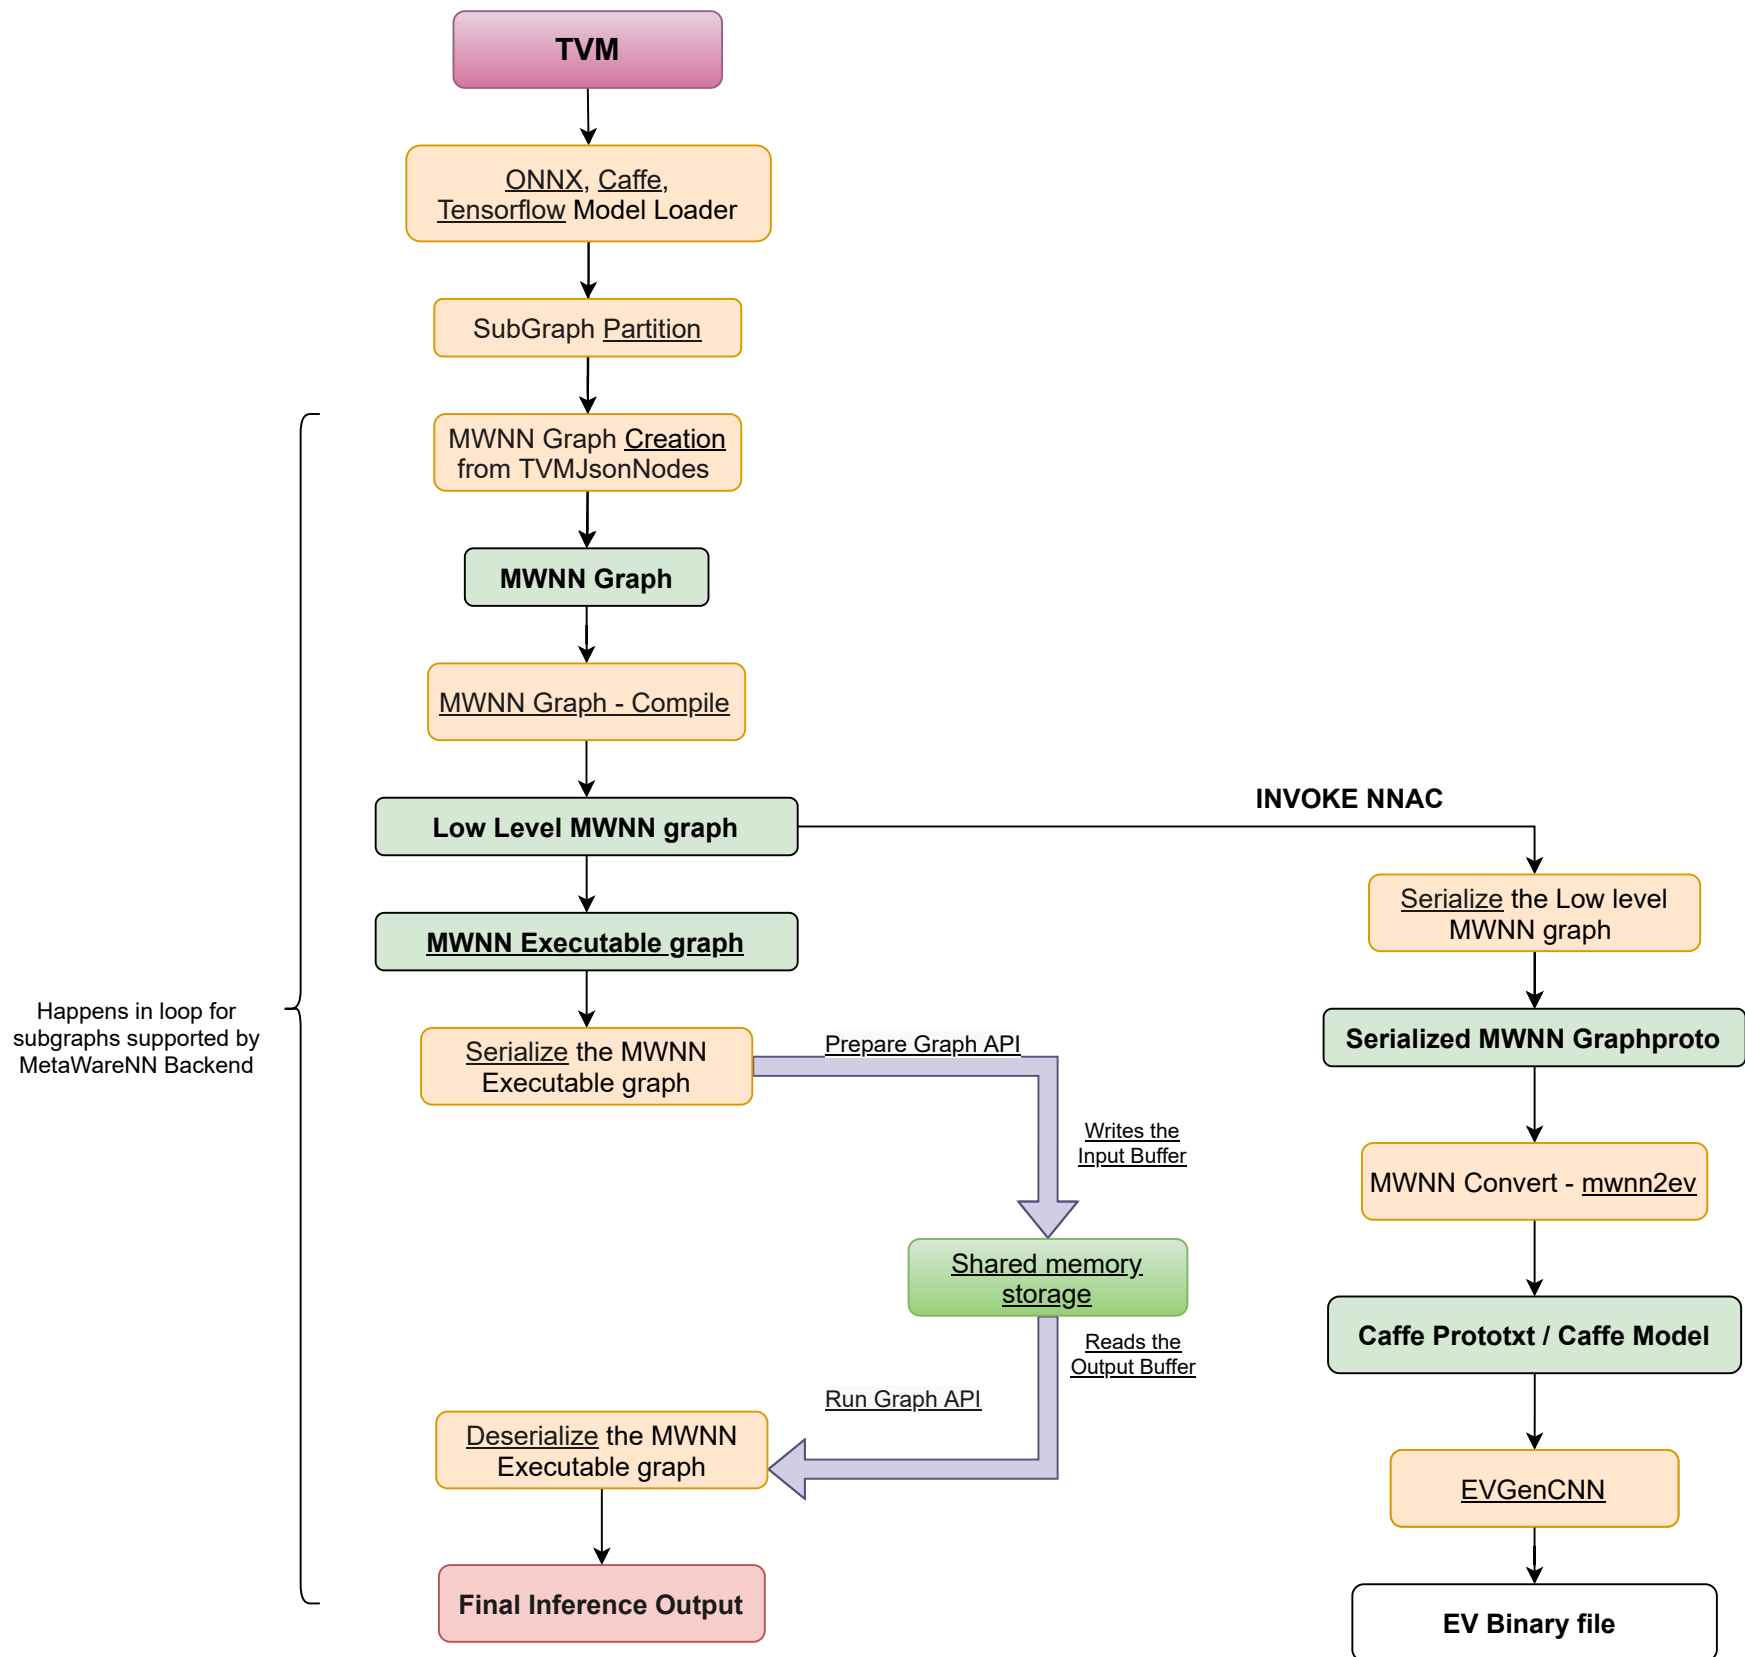 TVM
ONNX, Caffe,
Tensorflow Model Loader
SubGraph Partition
MWNN Graph Creation
from TVMJsonNodes
MWNN Graph
MWNN Graph - Compile
Low Level MWNN graph
INVOKE NNAC
MWNN Executable graph
Serialize the Low level
MWNN graph
Happens in loop for
subgraphs supported by
MetaWareNN Backend
Serialize the MWNN
Executable graph
Prepare Graph API
Serialized MWNN Graphproto
Writes the
Input Buffer
MWNN Convert - mwnn2ev
Shared memory
storage
Reads the
Output Buffer
Caffe Prototxt / Caffe Model
Run Graph API
Deserialize the MWNN
Executable graph
EVGenCNN
Final Inference Output
EV Binary file